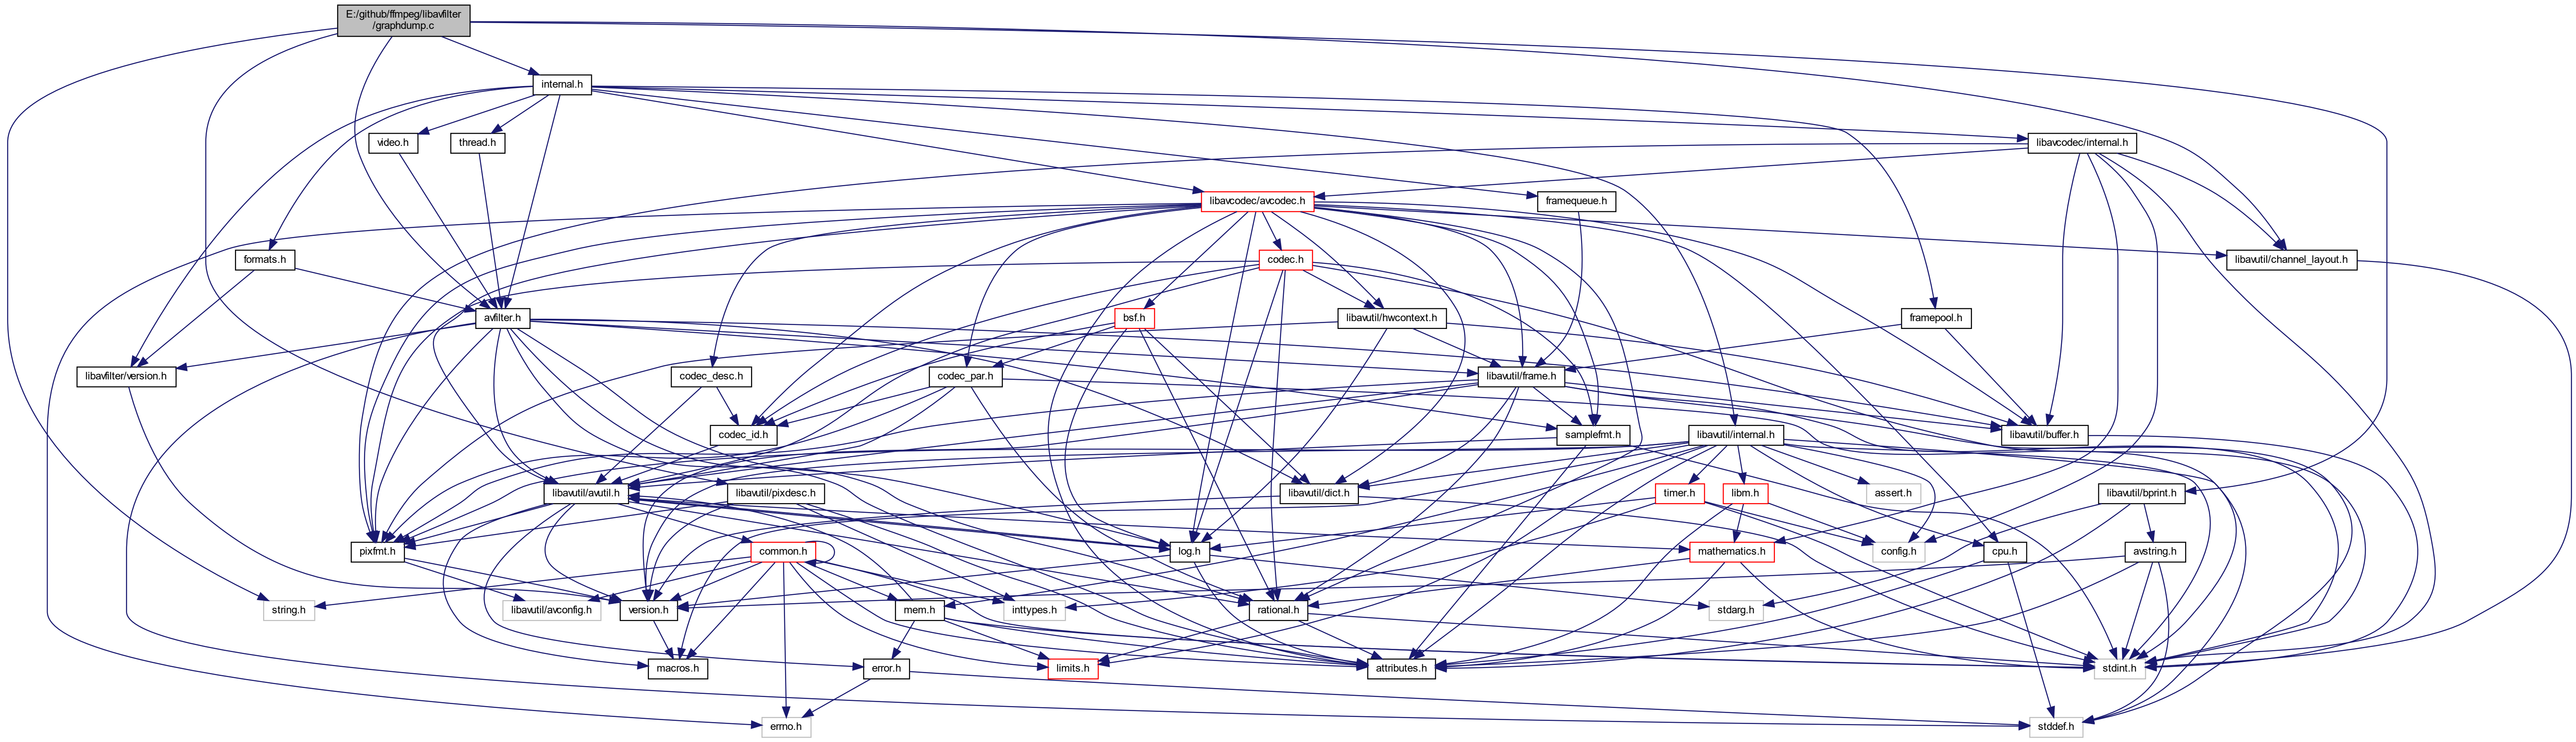 E:/github/ffmpeg/libavfilter
/graphdump.c
internal.h
video.h
thread.h
libavcodec/internal.h
libavcodec/avcodec.h
framequeue.h
formats.h
codec.h
libavutil/channel_layout.h
avfilter.h
bsf.h
libavutil/hwcontext.h
framepool.h
libavfilter/version.h
codec_desc.h
codec_par.h
libavutil/frame.h
codec_id.h
samplefmt.h
libavutil/internal.h
libavutil/buffer.h
libavutil/avutil.h
libavutil/pixdesc.h
libavutil/dict.h
timer.h
libm.h
assert.h
libavutil/bprint.h
pixfmt.h
common.h
log.h
mathematics.h
config.h
cpu.h
avstring.h
string.h
libavutil/avconfig.h
version.h
mem.h
inttypes.h
rational.h
stdarg.h
macros.h
error.h
limits.h
attributes.h
stdint.h
errno.h
stddef.h